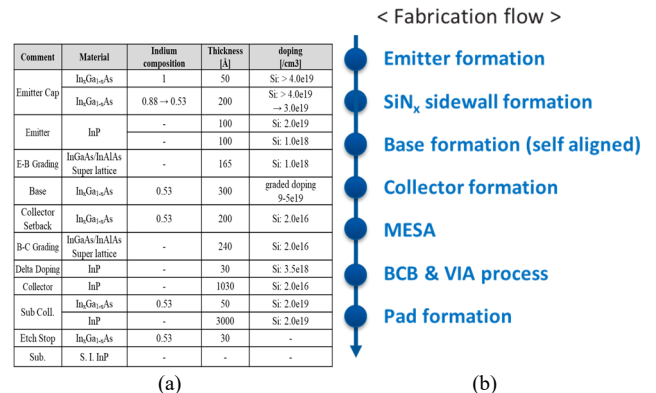 < Fabrication flow >
Comment Material Indium composition Thickness [Å] doping [/cm3]
Emitter Cap InxGa1-xAs 1 50 Si: > 4.0e19
InxGa1-xAs 0.88 → 0.53 200 Si: > 4.0e19 → 3.0e19
Emitter InP - 100 Si: 2.0e19
- 100 Si: 1.0e18
E-B Grading InGaAs/InAlAs Super lattice - 165 Si: 1.0e18
Base InxGa1-xAs 0.53 300 graded doping 9-5e19
Collector Setback InxGa1-xAs 0.53 200 Si: 2.0e16
B-C Grading InGaAs/InAlAs Super lattice - 240 Si: 2.0e16
Delta Doping InP - 30 Si: 3.5e18
Collector InP - 1030 Si: 2.0e16
Sub Coll. InxGa1-xAs 0.53 50 Si: 2.0e19
InP - 3000 Si: 2.0e19
Etch Stop InxGa1-xAs 0.53 30 -
Sub. S. I. InP - - -
(a)
Emitter formation
SiNx sidewall formation
Base formation (self aligned)
Collector formation
MESA
BCB & VIA process
Pad formation
(b)